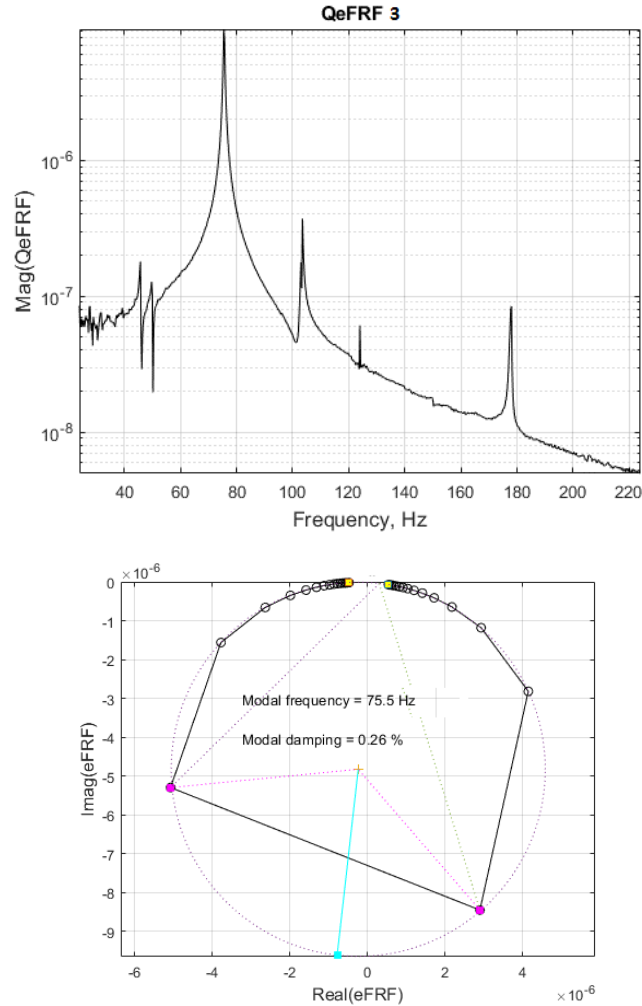 QeFRF 3
Mag(QeFRF)
10-6
10-7
10-8
40 60 80 100 120 140 160 180 200 220
Frequency, Hz
×10-6
0
-1
-2
-3
-4
-5
-6
-7
-8
-9
Imag(eFRF)
Modal frequency = 75.5 Hz
Modal damping = 0.26 %
-6 -4 -2 0 2 4
Real(eFRF)
×10-6